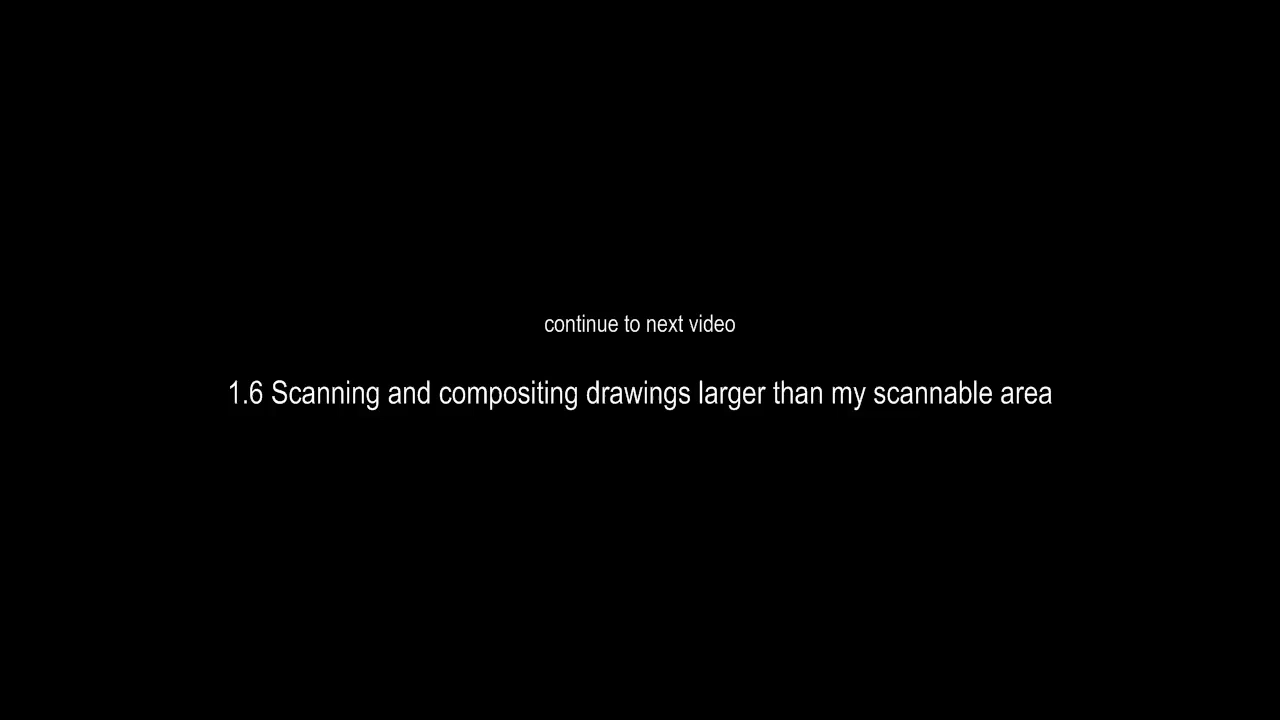 continue to next video
1.6 Scanning and compositing drawings larger than my scannable area